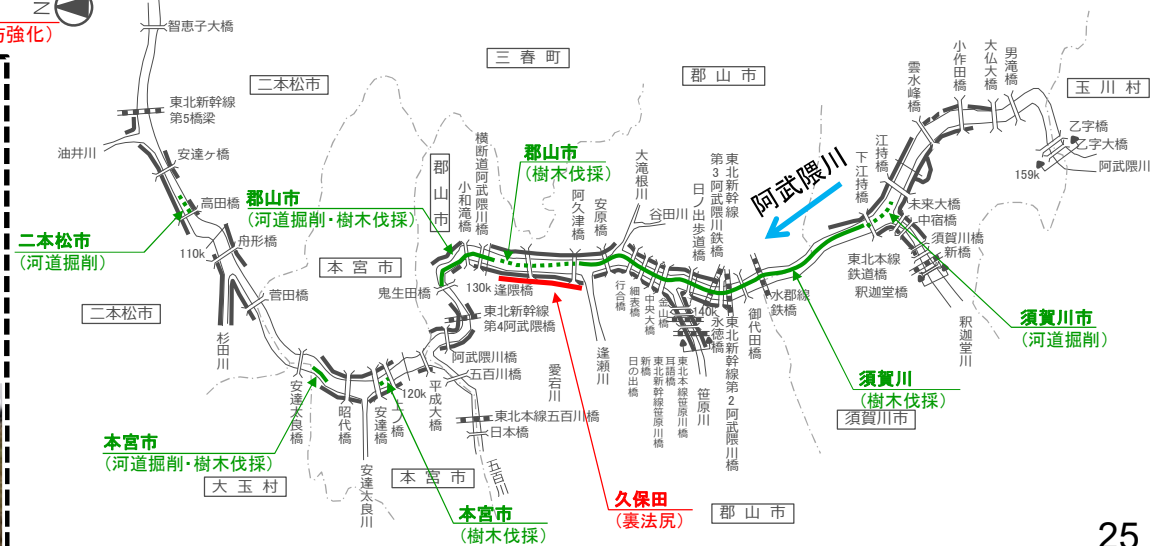 Z
方強化）
智恵子大橋
二本松市
東北新幹線
第5橋梁
油井川
安達ヶ橋
高田橋
二本松市
（河道掘削）
110k
舟形橋
菅田橋
二本松市
杉田川
安達太良橋
昭代橋
安達橋
上ノ橋
120k
平成大橋
安達太良川
本宮市
（河道掘削・樹木伐採）
大玉村
本宮市
本宮市
（樹木伐採）
阿武隈川橋
五百川橋
東北本線五百川橋
日本橋
五百川
東北新幹線
第4阿武隈橋
本宮市
鬼生田橋
郡山市
（河道掘削・樹木伐採）
郡山市
小和滝橋
横断道阿武隈川橋
三春町
郡山市
（樹木伐採）
130k
逢隈橋
阿久津橋
安原橋
愛宕川
逢瀬川
久保田
（裏法尻）
大滝根川
谷田川
行合橋
細表橋
中央大橋
金山橋
日ノ出歩道橋
東北新幹線
第3阿武隈川鉄橋
140k
永徳橋
東北新幹線第2阿武隈川橋
日の出橋
新橋
東北新幹線笹原川橋
耳語橋
東北本線笹原川橋
笹原川
郡山市
郡山市
御代田橋
水郡線
鉄橋
阿武隈川
須賀川
（樹木伐採）
須賀川市
東北本線
鉄道橋
下江持橋
江持橋
雲水峰橋
小作田橋
大仏大橋
男滝橋
玉川村
乙字橋
乙字大橋
阿武隈川
159k
未来大橋
中宿橋
須賀川橋
新橋
釈迦堂橋
釈迦堂川
須賀川市
（河道掘削）
25